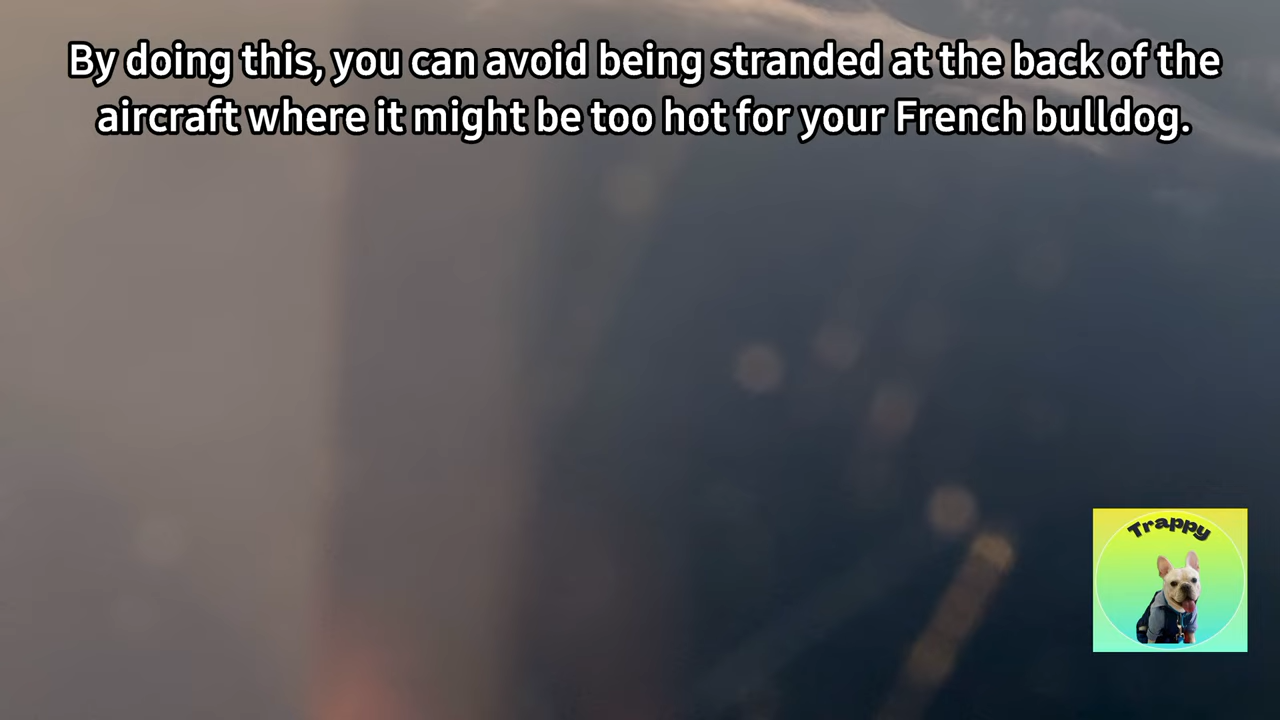 By doing this, you can avoid being stranded at the back of the
aircraft where it might be too hot for your French bulldog.
Trappy